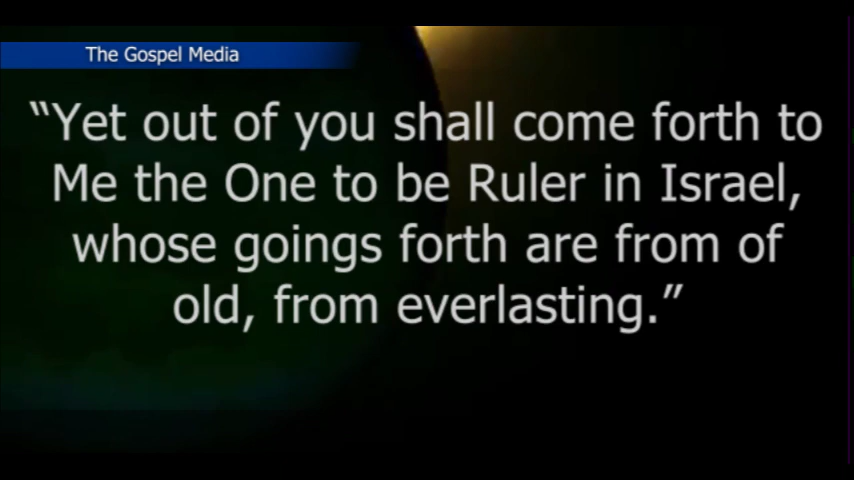 The Gospel Media
“Yet out of you shall come forth to
Me the One to be Ruler in Israel,
whose goings forth are from of
old, from everlasting.”